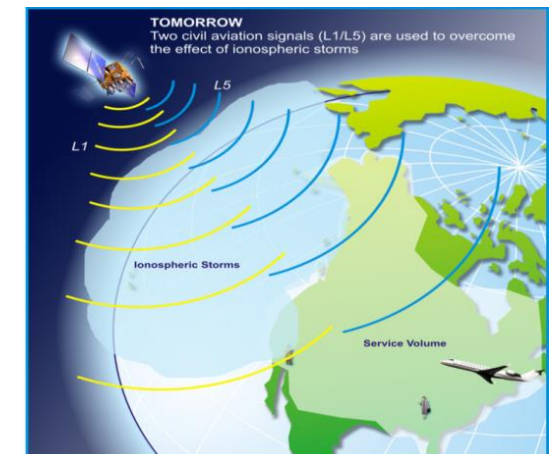 TOMORROW
Two civil aviation signals (L1/L5) are used to overcome
the effect of ionospheric storms
L5
L1
Ionospheric Storms
Service Volume